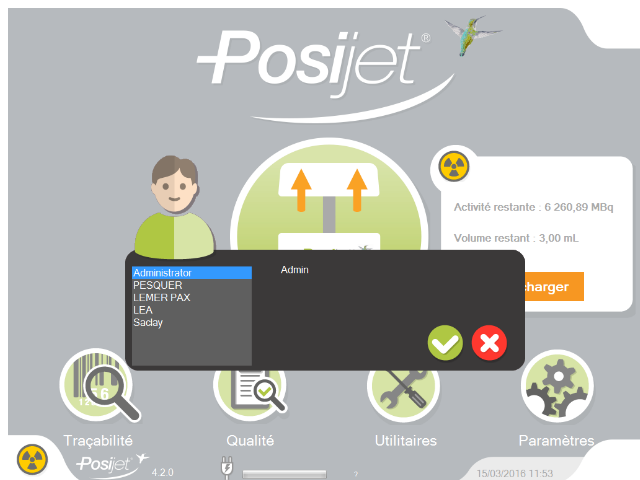 Posijet®
Activité restante : 6 260,89 MBq
Volume restant : 3,00 mL
charger
Administrator
PESQUER
LEMER PAX
LEA
Saclay
Admin
Traçabilité
Qualité
Utilitaires
Paramètres
Posijet
4.2.0
?
15/03/2016 11:53